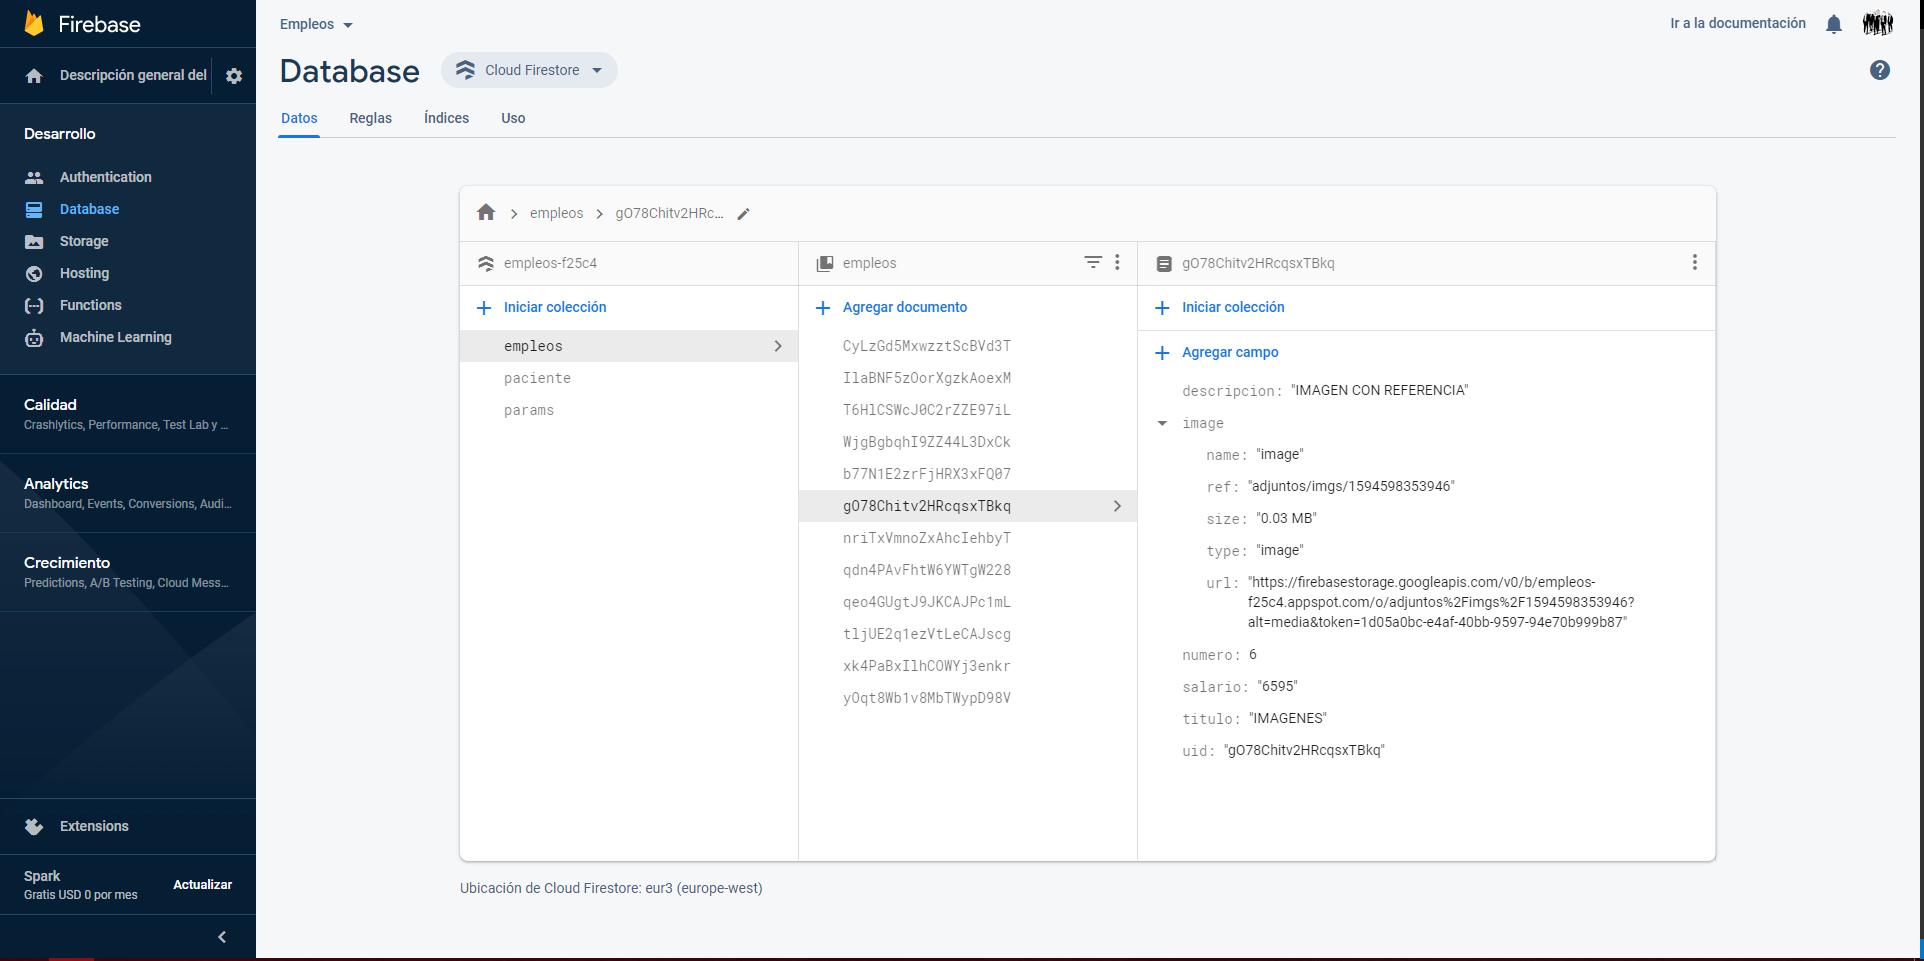 Firebase
Descripción general del
Desarrollo
Authentication
Database
Storage
Hosting
Functions
Machine Learning
Calidad
Crashlytics, Performance, Test Lab y ...
Analytics
Dashboard, Events, Conversions, Audi...
Crecimiento
Predictions, A/B Testing, Cloud Mess...
Extensions
Spark
Gratis USD 0 por mes
Actualizar
Empleos
Ir a la documentación
Database
Cloud Firestore
Datos
Reglas
Índices
Uso
empleos
gO78Chitv2HRc...
empleos-f25c4
Iniciar colección
empleos
paciente
params
empleos
Agregar documento
CyLzGd5MxwzztScBVd3T
IlaBNF5zOorXgzkAoexM
T6HlCSWcJ0C2rZZE97iL
WjgBgbqhI9ZZ44L3DxCk
b77N1E2zrFjHRX3xFQ07
gO78Chitv2HRcqsxTBkq
nriTxVmnoZxAhcIehbyT
qdn4PAvFhtW6YWTgW228
qeo4GUgtJ9JKCAJPc1mL
tljUE2q1ezVtLeCAJscg
xk4PaBxIlhCOWYj3enkr
yOqt8Wb1v8MbTWypD98V
gO78Chitv2HRcqsxTBkq
Iniciar colección
Agregar campo
descripcion: "IMAGEN CON REFERENCIA"
image
name: "image"
ref: "adjuntos/imgs/1594598353946"
size: "0.03 MB"
type: "image"
url: "https://firebasestorage.googleapis.com/v0/b/empleos-
f25c4.appspot.com/o/adjuntos%2Fimgs%2F1594598353946?
alt=media&token=1d05a0bc-e4af-40bb-9597-94e70b999b87"
numero: 6
salario: "6595"
titulo: "IMAGENES"
uid: "gO78Chitv2HRcqsxTBkq"
Ubicación de Cloud Firestore: eur3 (europe-west)